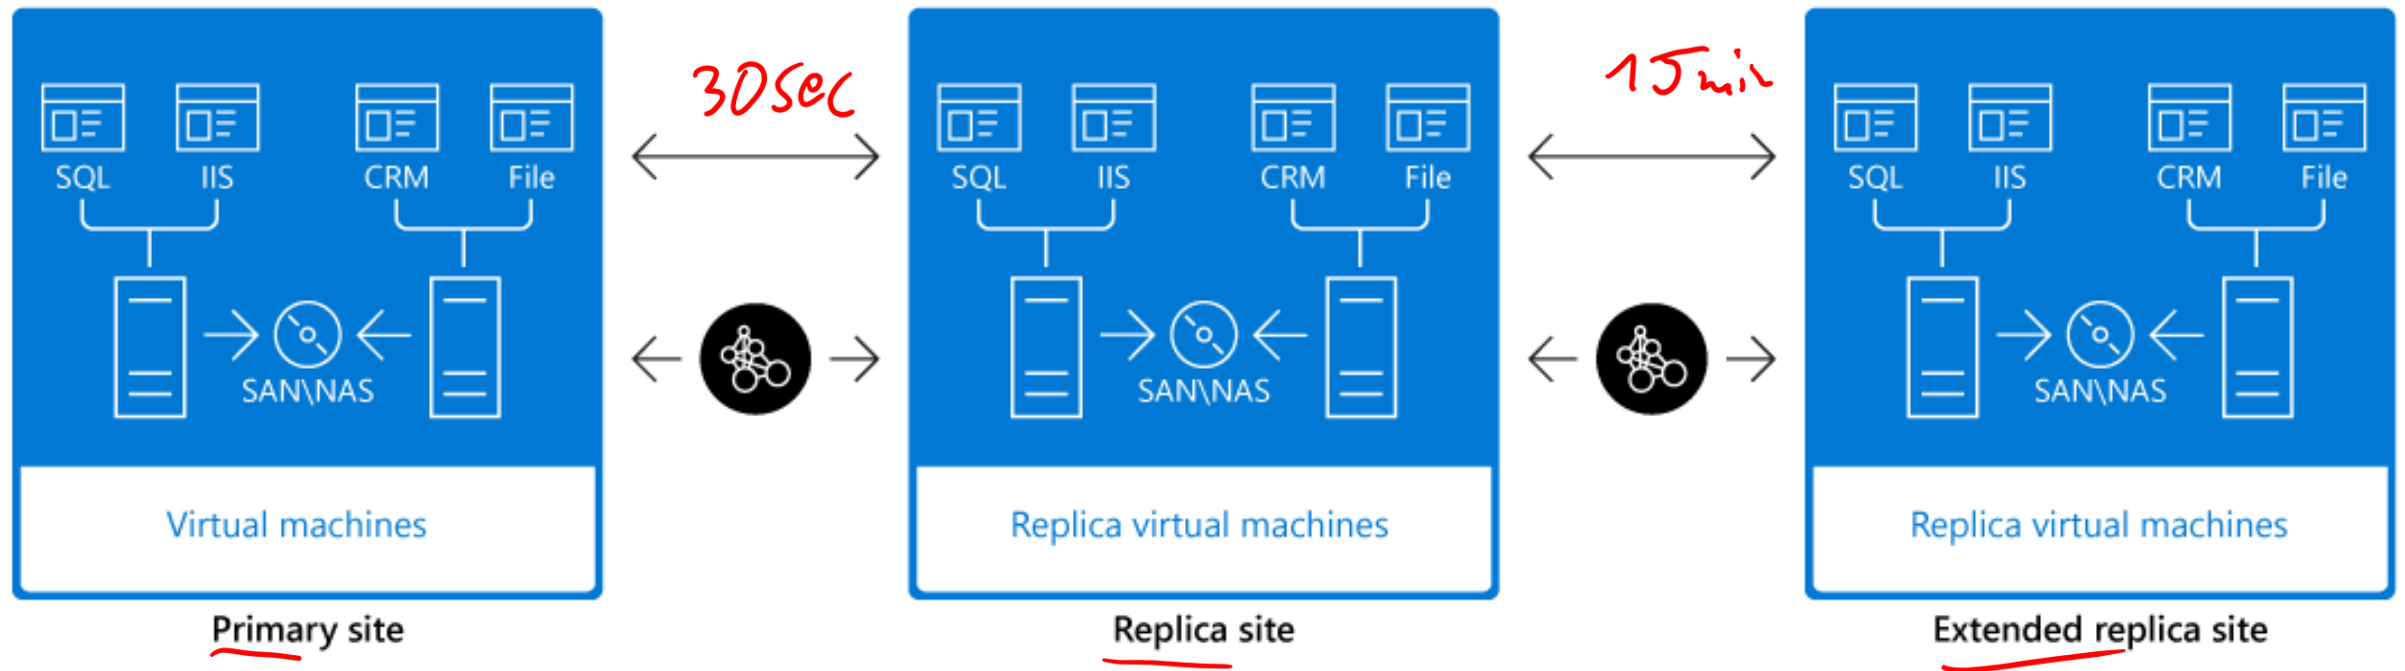 30sec
15min
SQL IIS CRM File
SQL IIS CRM File
SQL IIS CRM File
SAN\NAS
SAN\NAS
SAN\NAS
Virtual machines
Replica virtual machines
Replica virtual machines
Primary site
Replica site
Extended replica site